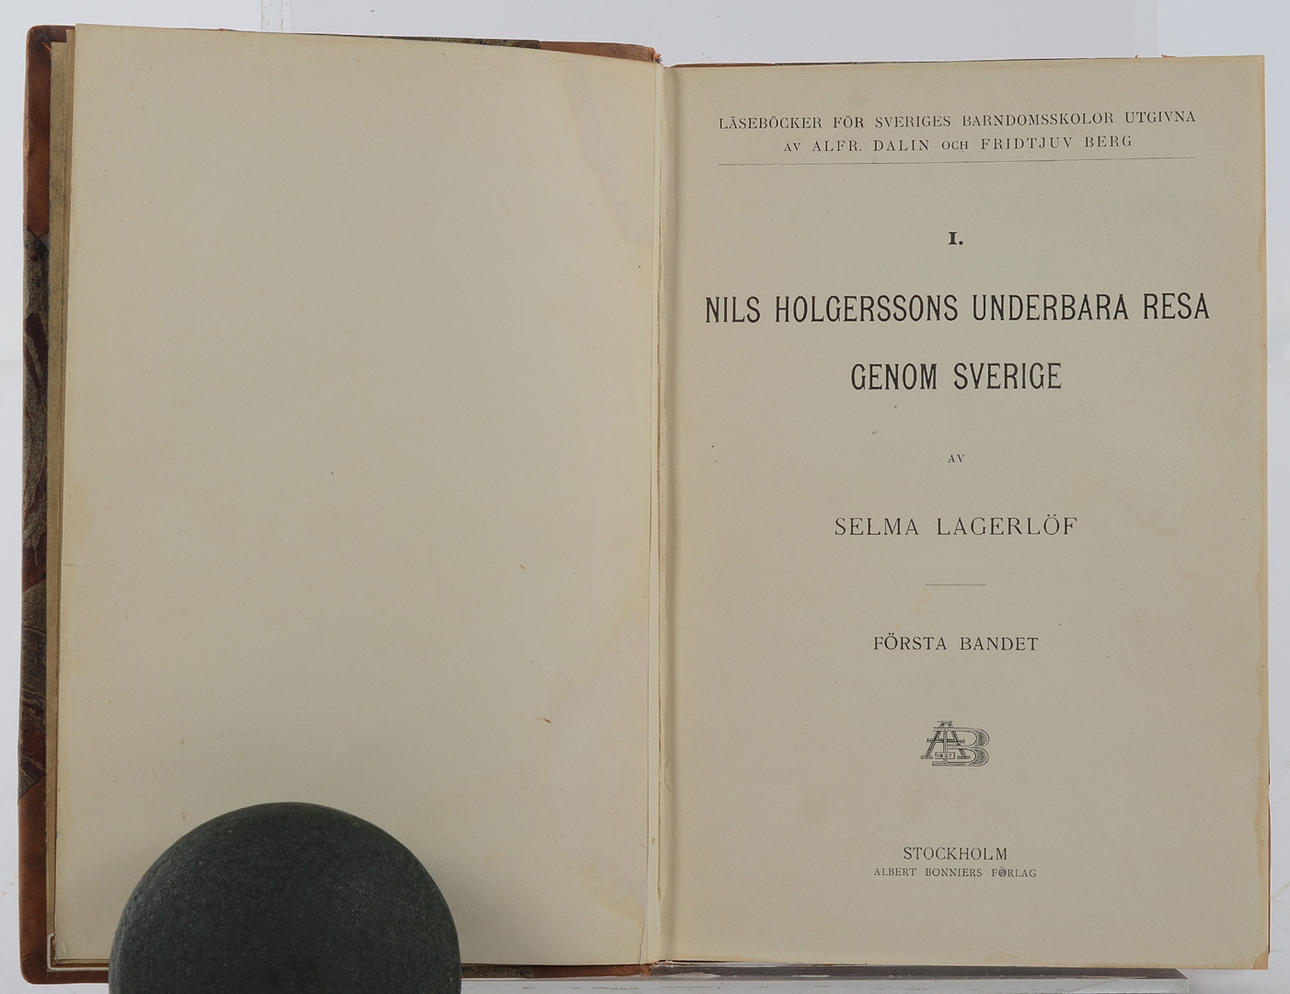 LÄSEBÖCKER FÖR SVERIGES BARNDOMSSKOLOR UTGIVNA
AV ALFR. DALIN OCH FRIDTJUV BERG
I.
NILS HOLGERSSONS UNDERBARA RESA
GENOM SVERIGE
AV
SELMA LAGERLÖF
FÖRSTA BANDET
AB
STOCKHOLM
ALBERT BONNIERS FÖRLAG